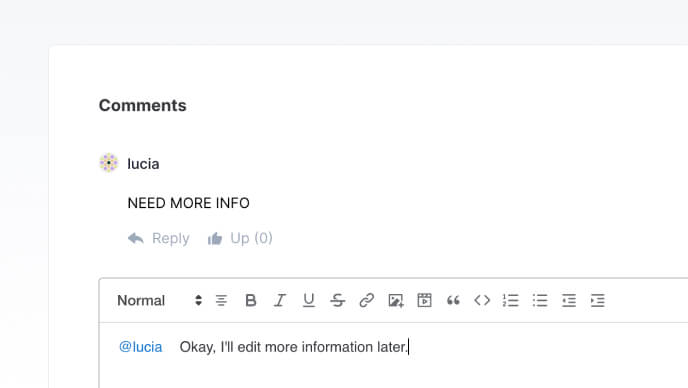 Comments
lucia
NEED MORE INFO
Reply Up (0)
Normal
@lucia Okay, I'll edit more information later.